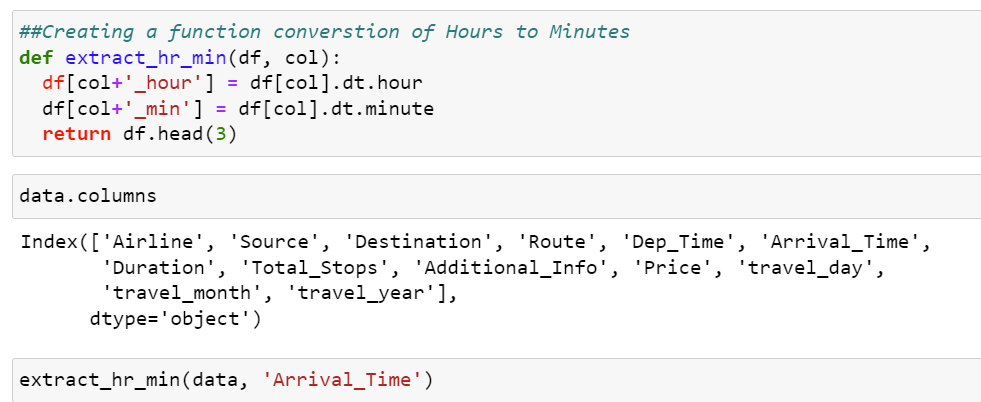 ##Creating a function converstion of Hours to Minutes
def extract_hr_min(df, col):
  df[col+'_hour'] = df[col].dt.hour
  df[col+'_min'] = df[col].dt.minute
  return df.head(3)
data.columns
Index(['Airline', 'Source', 'Destination', 'Route', 'Dep_Time', 'Arrival_Time',
       'Duration', 'Total_Stops', 'Additional_Info', 'Price', 'travel_day',
       'travel_month', 'travel_year'],
      dtype='object')
extract_hr_min(data, 'Arrival_Time')